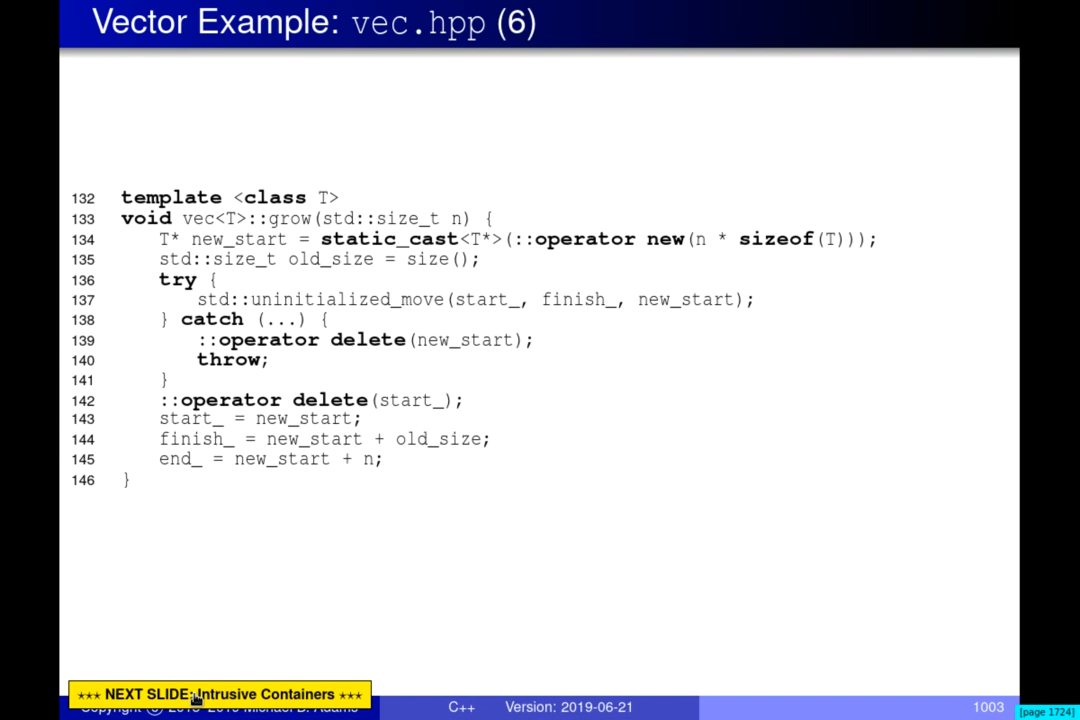 Vector Example: vec.hpp (6)
132 template <class T>
133 void vec<T>::grow(std::size_t n) {
134 T* new_start = static_cast<T*>(::operator new(n * sizeof(T)));
135 std::size_t old_size = size();
136 try {
137 std::uninitialized_move(start_, finish_, new_start);
138 } catch (...) {
139 ::operator delete(new_start);
140 throw;
141 }
142 ::operator delete(start_);
143 start_ = new_start;
144 finish_ = new_start + old_size;
145 end_ = new_start + n;
146 }
*** NEXT SLIDE: Intrusive Containers ***
C++ Version: 2019-06-21 1003
[page 1724]